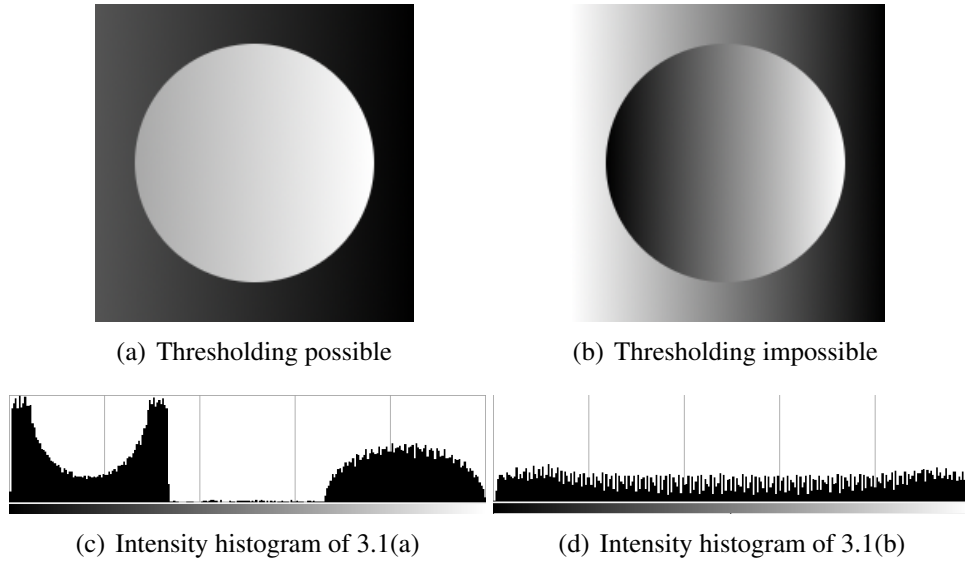 (a) Thresholding possible
(b) Thresholding impossible
(c) Intensity histogram of 3.1(a)
(d) Intensity histogram of 3.1(b)